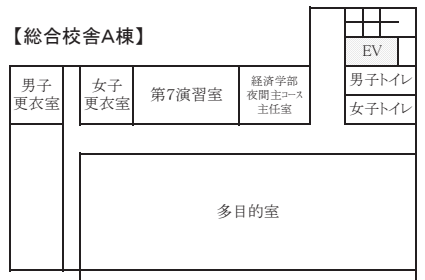 【総合校舎A棟】
EV
男子
更衣室
女子
更衣室
第7演習室
経済学部
夜間主コース
主任室
男子トイレ
女子トイレ
多目的室